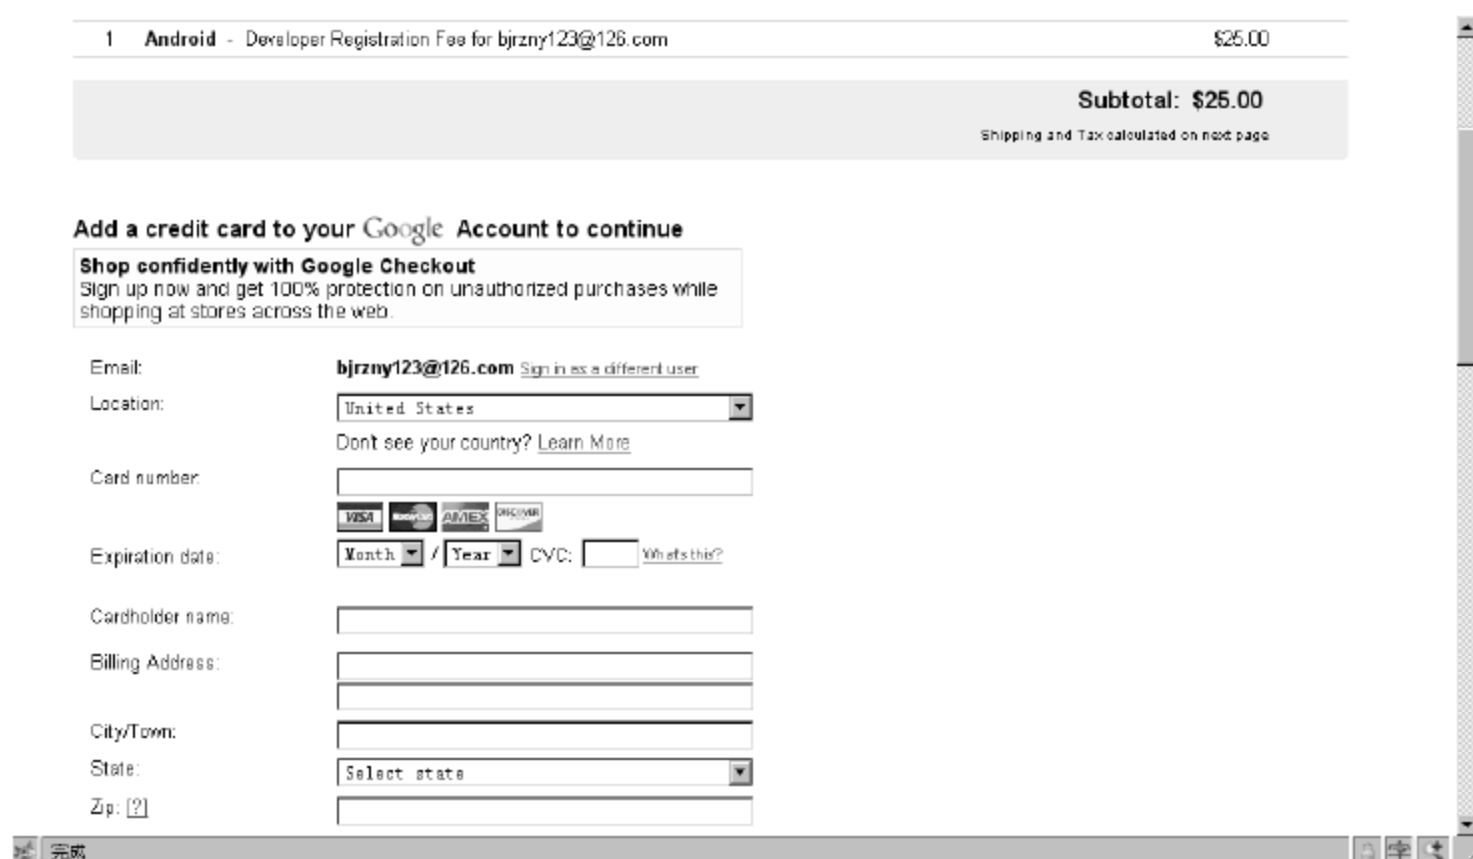 1 Android - Developer Registration Fee for bjrzny123@126.com $25.00
Subtotal: $25.00
Shipping and Tax calculated on next page
Add a credit card to your Google Account to continue
Shop confidently with Google Checkout
Sign up now and get 100% protection on unauthorized purchases while
shopping at stores across the web.
Email: bjrzny123@126.com Sign in as a different user
Location: United States
Don't see your country? Learn More
Card number:
VISA MasterCard AMEX DISCOVER
Expiration date: Month / Year CVC: What's this?
Cardholder name:
Billing Address:
City/Town:
State: Select state
Zip: [?]
完成